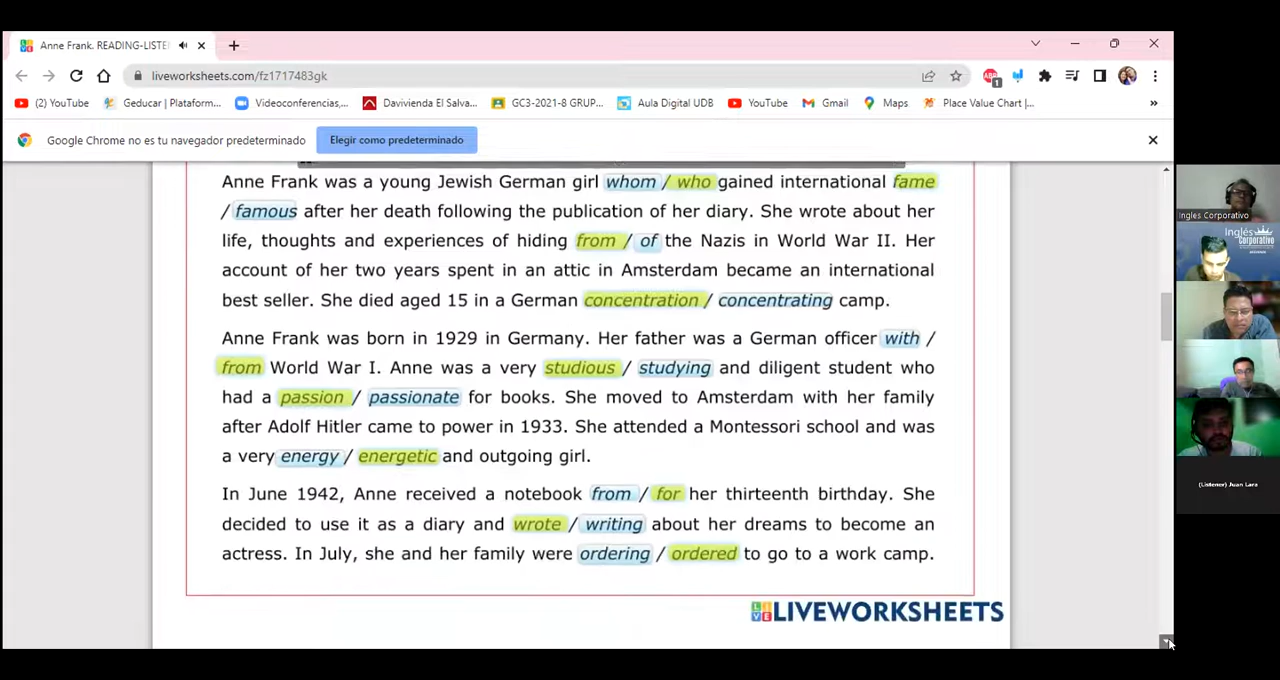 Anne Frank. READING-LISTE
liveworksheets.com/fz1717483gk
1
(2) YouTube
Geducar | Plataform...
Videoconferencias,...
Davivienda El Salva...
GC3-2021-8 GRUP...
Aula Digital UDB
YouTube
Gmail
Maps
Place Value Chart |...
Google Chrome no es tu navegador predeterminado
Elegir como predeterminado
Anne Frank was a young Jewish German girl whom / who gained international fame
/ famous after her death following the publication of her diary. She wrote about her
life, thoughts and experiences of hiding from / of the Nazis in World War II. Her
account of her two years spent in an attic in Amsterdam became an international
best seller. She died aged 15 in a German concentration / concentrating camp.
Anne Frank was born in 1929 in Germany. Her father was a German officer with /
from World War I. Anne was a very studious / studying and diligent student who
had a passion / passionate for books. She moved to Amsterdam with her family
after Adolf Hitler came to power in 1933. She attended a Montessori school and was
a very energy / energetic and outgoing girl.
In June 1942, Anne received a notebook from / for her thirteenth birthday. She
decided to use it as a diary and wrote / writing about her dreams to become an
actress. In July, she and her family were ordering / ordered to go to a work camp.
LIVE LIVEWORKSHEETS
Ingles Corporativo
Inglés
Corporativo
(Listener) Juan Lara